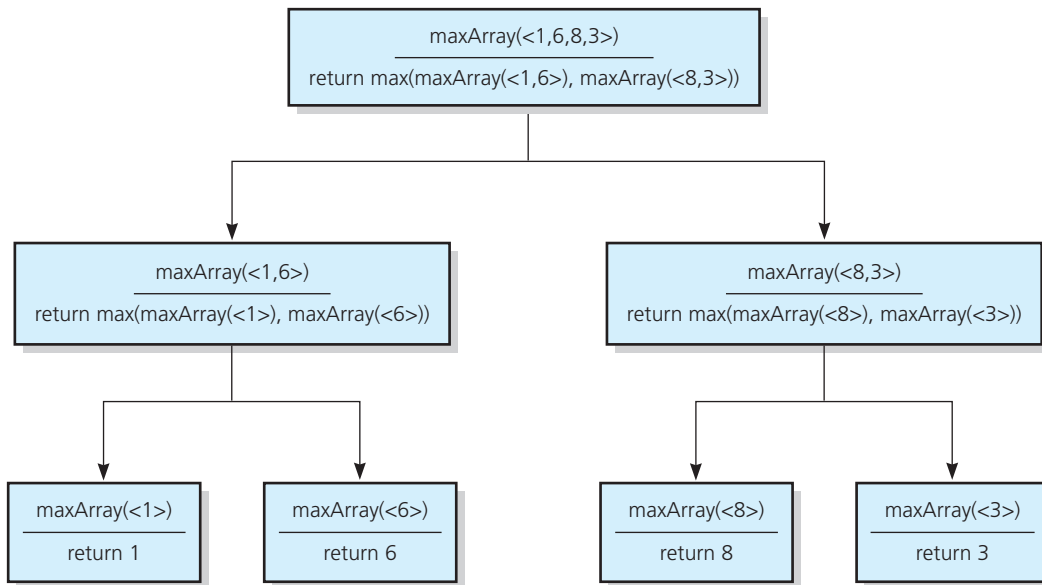 maxArray(<1,6,8,3>)
return max(maxArray(<1,6>), maxArray(<8,3>))
maxArray(<1,6>)
return max(maxArray(<1>), maxArray(<6>))
maxArray(<8,3>)
return max(maxArray(<8>), maxArray(<3>))
maxArray(<1>)
return 1
maxArray(<6>)
return 6
maxArray(<8>)
return 8
maxArray(<3>)
return 3